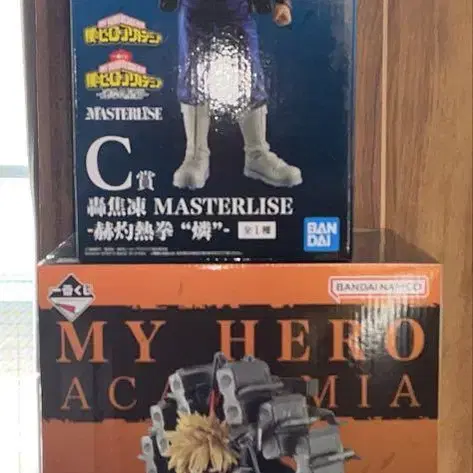 僕のヒーローアカデミア
僕のヒーローアカデミア
MASTERLISE
C賞
轟焦凍 MASTERLISE
-赫灼熱拳 “燐”-
全1種
BAN
DAI
一番くじ
BANDAI NAMCO
MY HERO
ACADEMIA